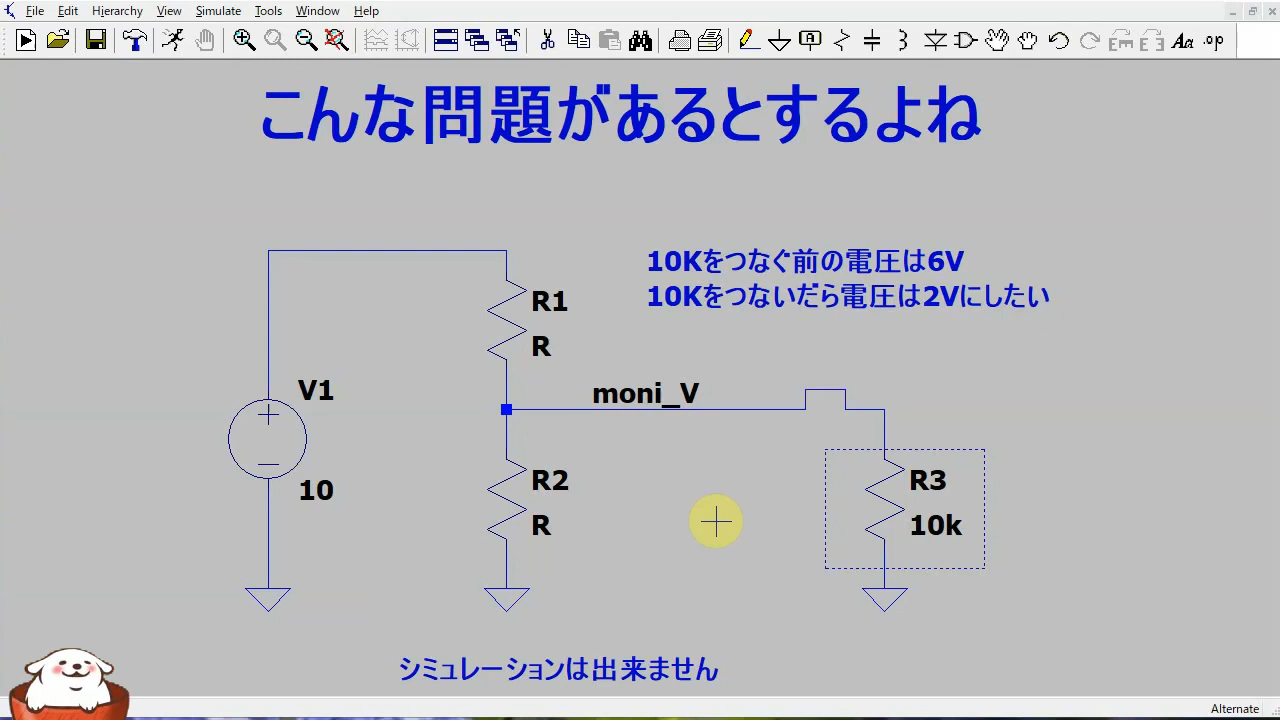 File Edit Hierarchy View Simulate Tools Window Help
.op
こんな問題があるとするよね
10Kをつなぐ前の電圧は6V
10Kをつないだら電圧は2Vにしたい
R1
R
V1
10
moni_V
R2
R
R3
10k
シミュレーションは出来ません
Alternate